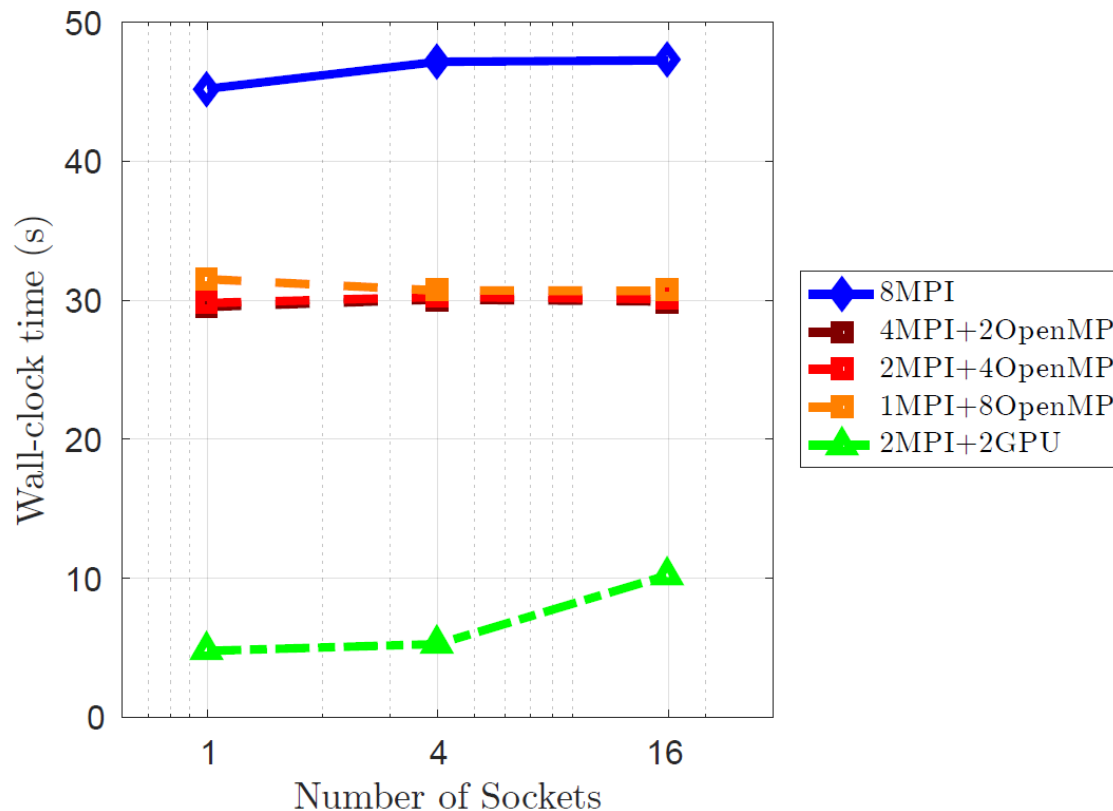 50
40
30
20
10
0
Wall-clock time (s)
1 4 16
Number of Sockets
8MPI
4MPI+2OpenMP
2MPI+4OpenMP
1MPI+8OpenMP
2MPI+2GPU